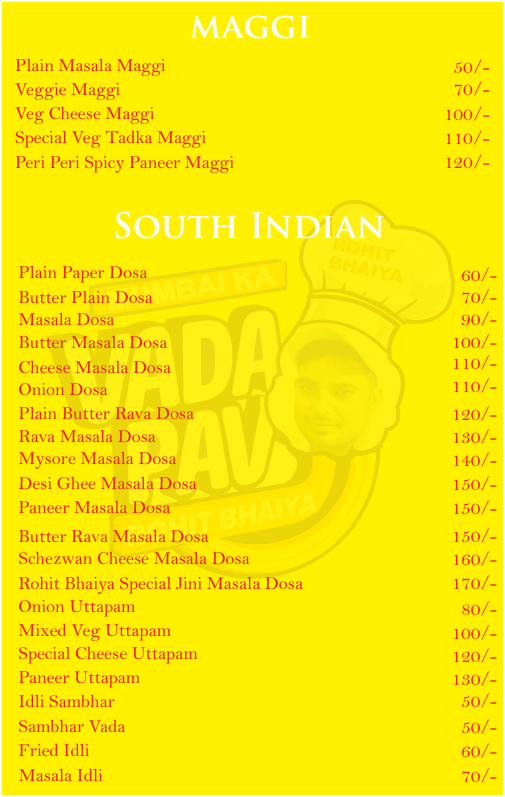 MAGGI
Plain Masala Maggi 50/-
Veggie Maggi 70/-
Veg Cheese Maggi 100/-
Special Veg Tadka Maggi 110/-
Peri Peri Spicy Paneer Maggi 120/-
SOUTH INDIAN
ROHIT
BHAIYA
MUMBAI KA
VADA
PAV
ROHIT BHAIYA
Plain Paper Dosa 60/-
Butter Plain Dosa 70/-
Masala Dosa 90/-
Butter Masala Dosa 100/-
Cheese Masala Dosa 110/-
Onion Dosa 110/-
Plain Butter Rava Dosa 120/-
Rava Masala Dosa 130/-
Mysore Masala Dosa 140/-
Desi Ghee Masala Dosa 150/-
Paneer Masala Dosa 150/-
Butter Rava Masala Dosa 150/-
Schezwan Cheese Masala Dosa 160/-
Rohit Bhaiya Special Jini Masala Dosa 170/-
Onion Uttapam 80/-
Mixed Veg Uttapam 100/-
Special Cheese Uttapam 120/-
Paneer Uttapam 130/-
Idli Sambhar 50/-
Sambhar Vada 50/-
Fried Idli 60/-
Masala Idli 70/-